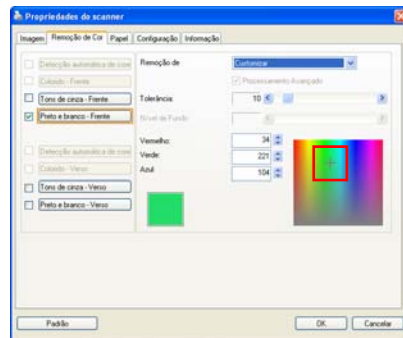 Propriedades do scanner
Imagem Remoção de Cor Papel Configuração Informação
Detecção automática de core
Colorido - Frente
Tons de cinza - Frente
Preto e branco - Frente
Detecção automática de core
Colorido - Verso
Tons de cinza - Verso
Preto e branco - Verso
Remoção de Customizar
Processamento Avançado
Tolerância 10
Nível de Fundo
Vermelho: 34
Verde: 221
Azul 104
Padrão OK Cancelar